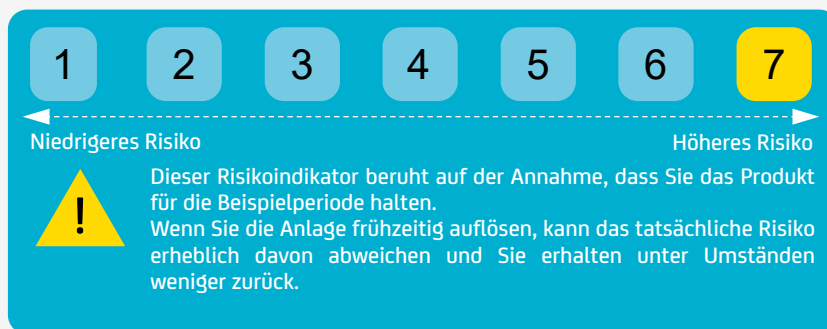 1 2 3 4 5 6 7
Niedrigeres Risiko Höheres Risiko
!
Dieser Risikoindikator beruht auf der Annahme, dass Sie das Produkt
für die Beispielperiode halten.
Wenn Sie die Anlage frühzeitig auflösen, kann das tatsächliche Risiko
erheblich davon abweichen und Sie erhalten unter Umständen
weniger zurück.